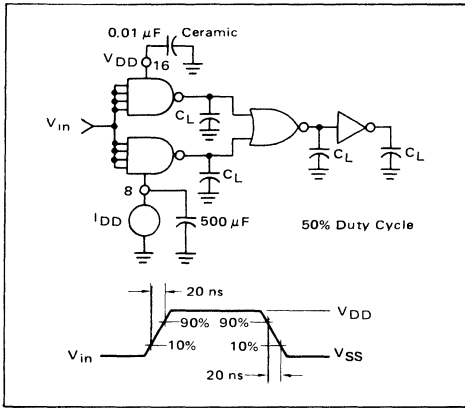 0.01 µF Ceramic
VDD 16
Vin
CL
CL
CL
CL
8
IDD
500 µF
50% Duty Cycle
20 ns
90% 90%
VDD
Vin
10% 10%
VSS
20 ns